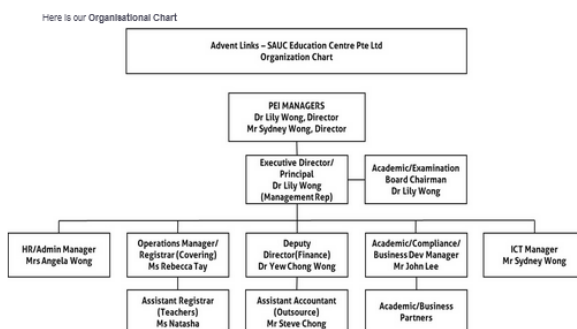 Here is our Organisational Chart
Advent Links – SAUC Education Centre Pte Ltd
Organization Chart
PEI MANAGERS
Dr Lily Wong, Director
Mr Sydney Wong, Director
Executive Director/
Principal
Dr Lily Wong
(Management Rep)
Academic/Examination
Board Chairman
Dr Lily Wong
HR/Admin Manager
Mrs Angela Wong
Operations Manager/
Registrar (Covering)
Ms Rebecca Tay
Deputy
Director(Finance)
Dr Yew Chong Wong
Academic/Compliance/
Business Dev Manager
Mr John Lee
ICT Manager
Mr Sydney Wong
Assistant Registrar
(Teachers)
Ms Natasha
Assistant Accountant
(Outsource)
Mr Steve Chong
Academic/Business
Partners